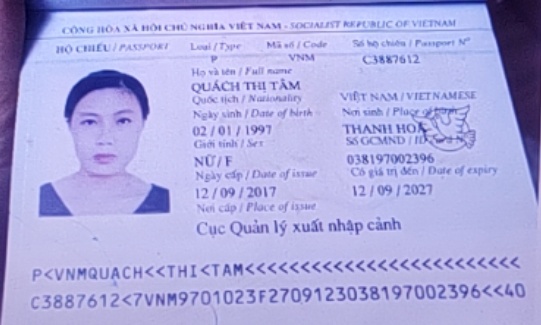 CỘNG HÒA XÃ HỘI CHỦ NGHĨA VIỆT NAM - SOCIALIST REPUBLIC OF VIETNAM
HỘ CHIẾU / PASSPORT Loại / Type Mã số / Code Số hộ chiếu / Passport Nº
P VNM C3887612
Họ và tên / Full name
QUÁCH THỊ TÂM
Quốc tịch / Nationality VIỆT NAM / VIETNAMESE
Ngày sinh / Date of birth Nơi sinh / Place of birth
02 / 01 / 1997 THANH HOÁ
Giới tính / Sex Số GCMND / ID
NỮ / F 038197002396
Ngày cấp / Date of issue Có giá trị đến / Date of expiry
12 / 09 / 2017 12 / 09 / 2027
Nơi cấp / Place of issue
Cục Quản lý xuất nhập cảnh
P<VNMQUACH<<THI<TAM<<<<<<<<<<<<<<<<<<<<<<<<<
C3887612<7VNM9701023F2709123038197002396<<40